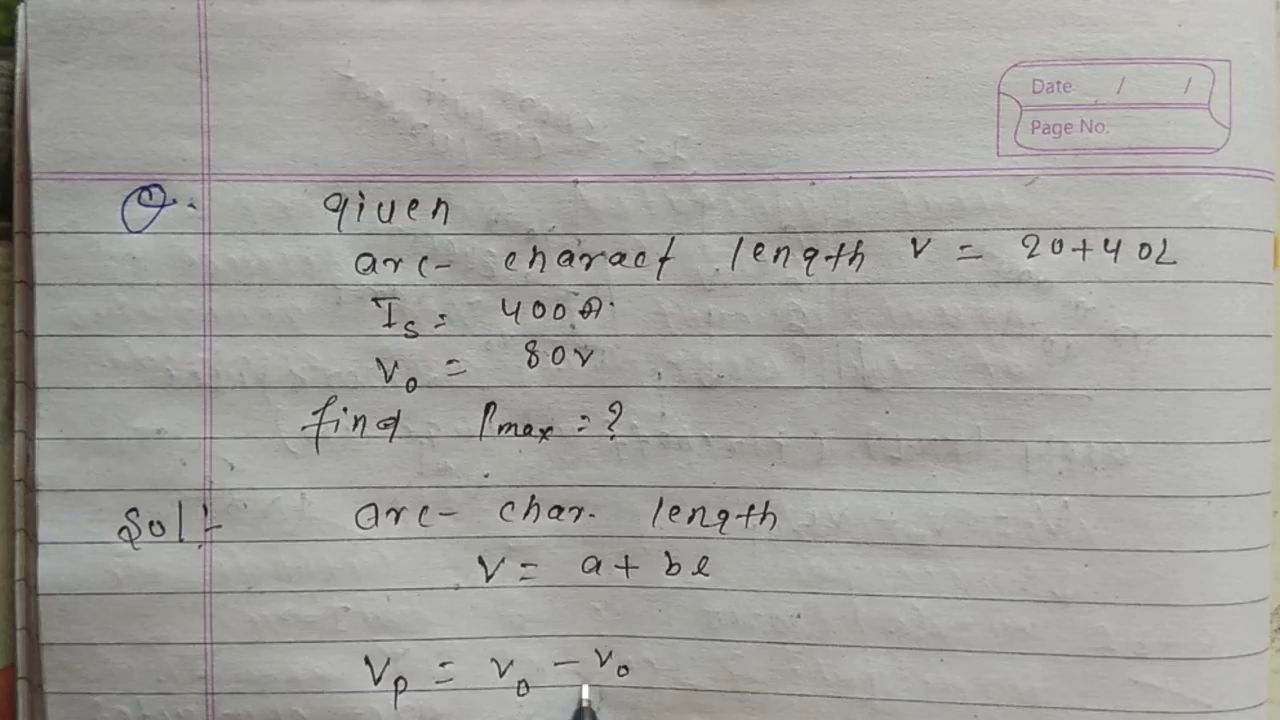 Date / /
Page No.
Q. given
arc- charact length V = 20+40L
Is = 400A.
V₀ = 80V
find Pmax = ?
Sol:- arc- char. length
V = a + bl
Vp = V₀ - V₀